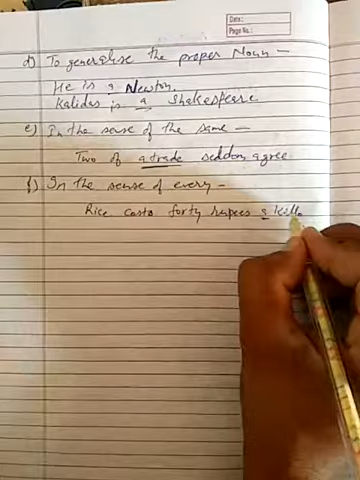 Date:
Page No.:
d) To generalise the proper Noun -
He is a Newton.
Kalidas is a Shakespeare
e) In the sense of the same -
Two of a trade seldom agree
f) In the sense of every -
Rice costs forty rupees a killo